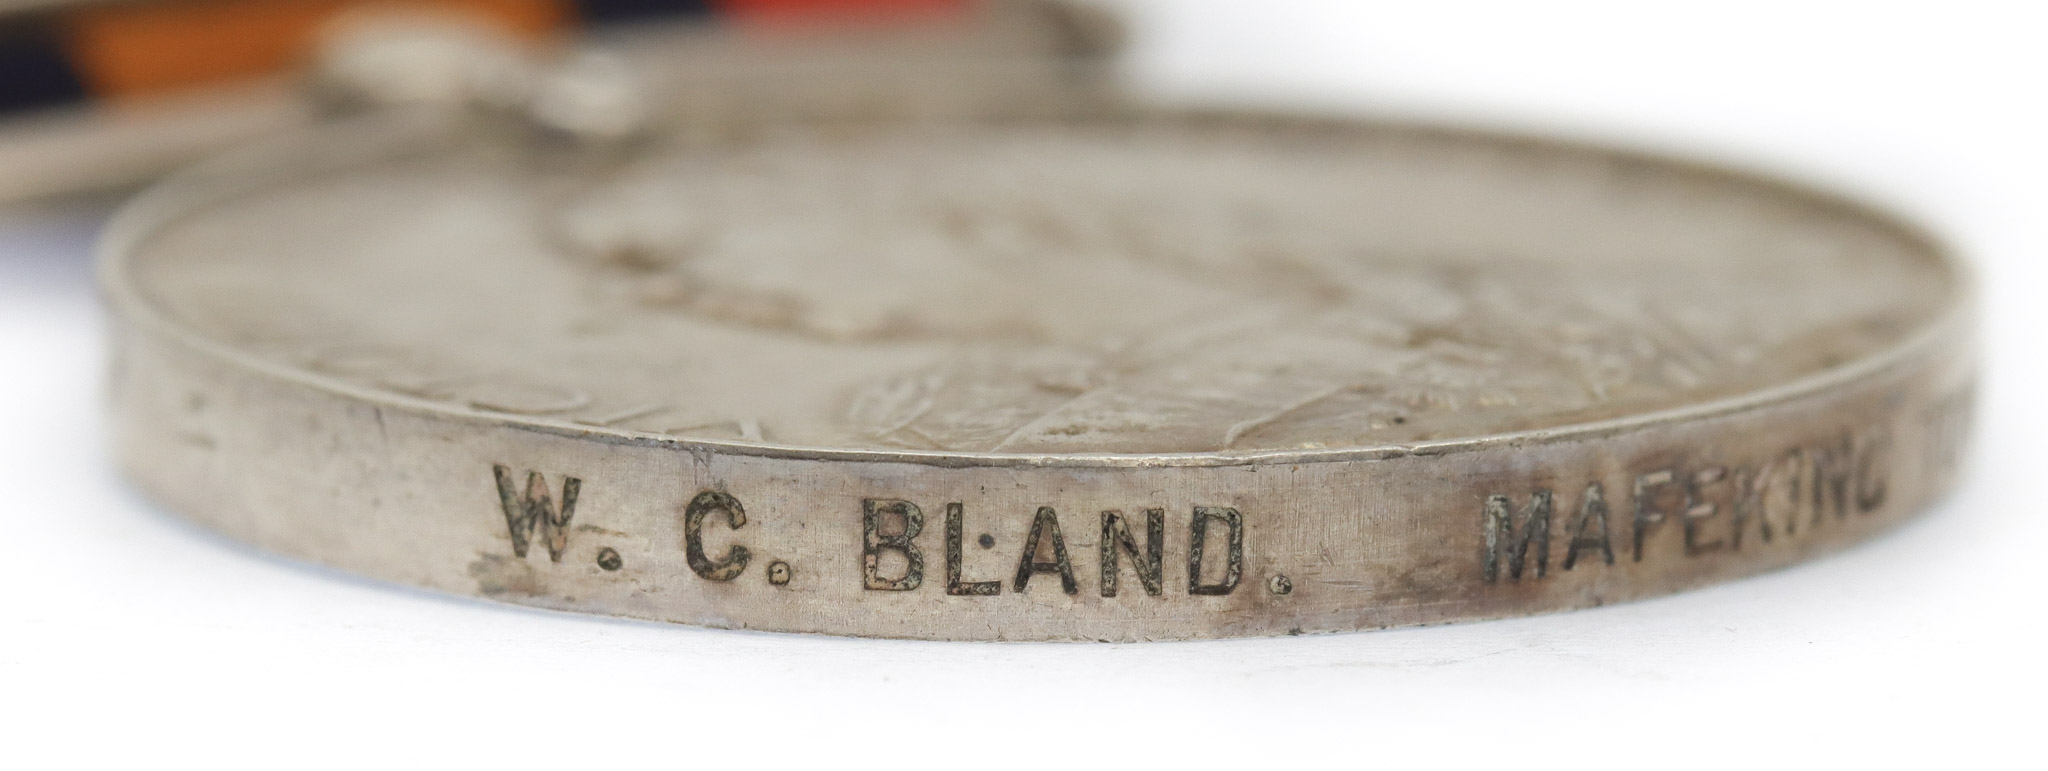 W. C. BLAND. MAFEKING